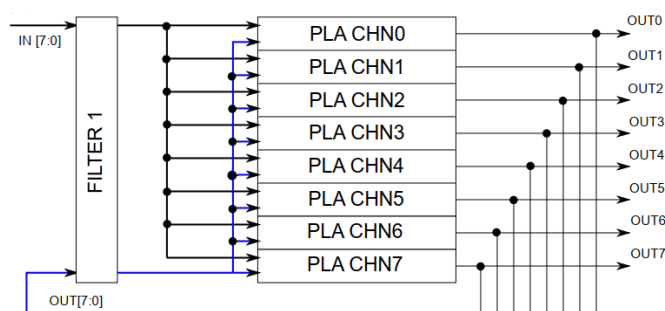 IN [7:0]
FILTER 1
OUT[7:0]
PLA CHN0
PLA CHN1
PLA CHN2
PLA CHN3
PLA CHN4
PLA CHN5
PLA CHN6
PLA CHN7
OUT0
OUT1
OUT2
OUT3
OUT4
OUT5
OUT6
OUT7